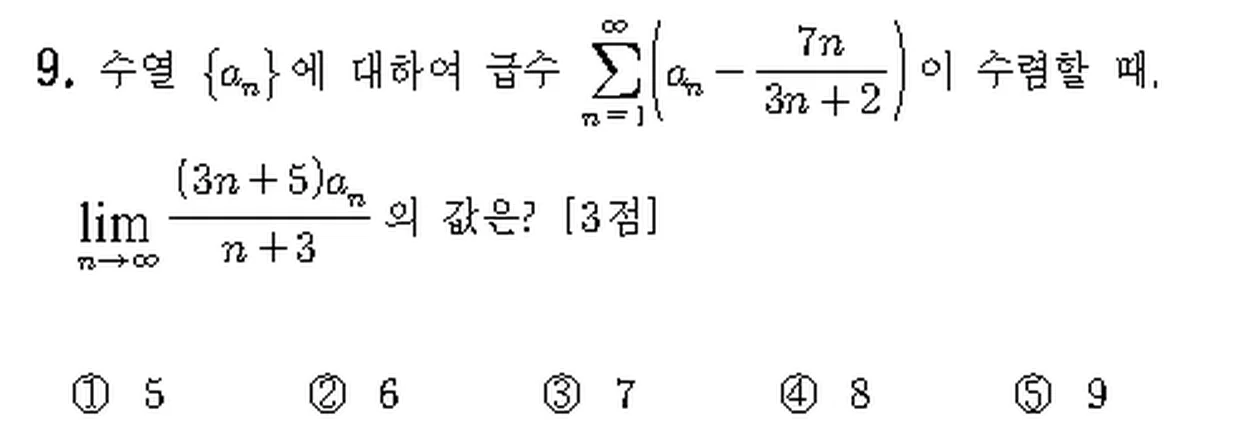 9. 수열 {aₙ}에 대하여 급수 ∑_{n=1}^{∞} (aₙ − 7n/(3n+2)) 이 수렴할 때,
lim_{n→∞} (3n+5)aₙ/(n+3) 의 값은? [3점]
① 5 ② 6 ③ 7 ④ 8 ⑤ 9